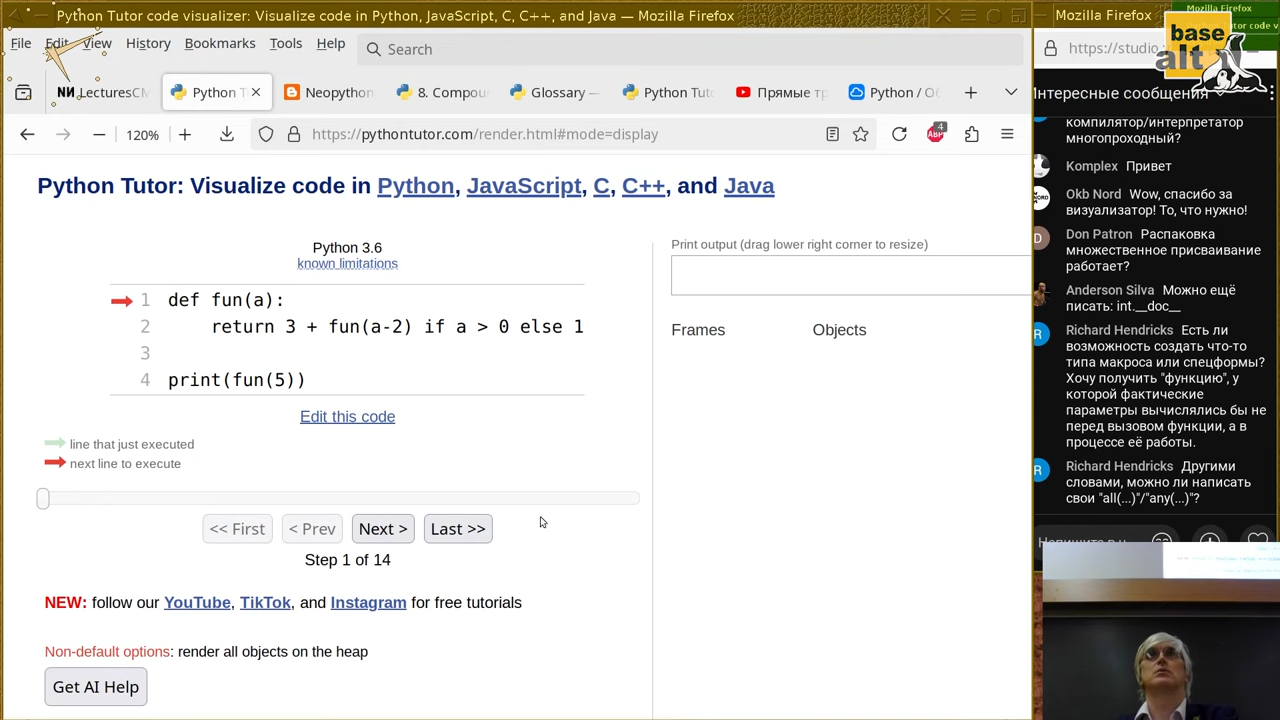 Python Tutor code visualizer: Visualize code in Python, JavaScript, C, C++, and Java — Mozilla Firefox
File Edit View History Bookmarks Tools Help
Search
LecturesCM
Python T
Neopython
8. Compou
Glossary —
Python Tut
Прямые тр
Python / Об
120%
https://pythontutor.com/render.html#mode=display
ABP
4
Python Tutor: Visualize code in Python, JavaScript, C, C++, and Java
Python 3.6
known limitations
1 def fun(a):
2 return 3 + fun(a-2) if a > 0 else 1
3
4 print(fun(5))
Edit this code
line that just executed
next line to execute
<< First
< Prev
Next >
Last >>
Step 1 of 14
NEW: follow our YouTube, TikTok, and Instagram for free tutorials
Non-default options: render all objects on the heap
Get AI Help
Print output (drag lower right corner to resize)
Frames
Objects
Mozilla Firefox
Mozilla Firefox
Tutor code v
base
alt
https://studio
Интересные сообщения
компилятор/интерпретатор
многопроходный?
Komplex Привет
Okb Nord Wow, спасибо за
визуализатор! То, что нужно!
Don Patron Распаковка
множественное присваивание
работает?
Anderson Silva Можно ещё
писать: int.__doc__
Richard Hendricks Есть ли
возможность создать что-то
типа макроса или спецформы?
Хочу получить "функцию", у
которой фактические
параметры вычислялись бы не
перед вызовом функции, а в
процессе её работы.
Richard Hendricks Другими
словами, можно ли написать
свои "all(...)"/"any(...)"?